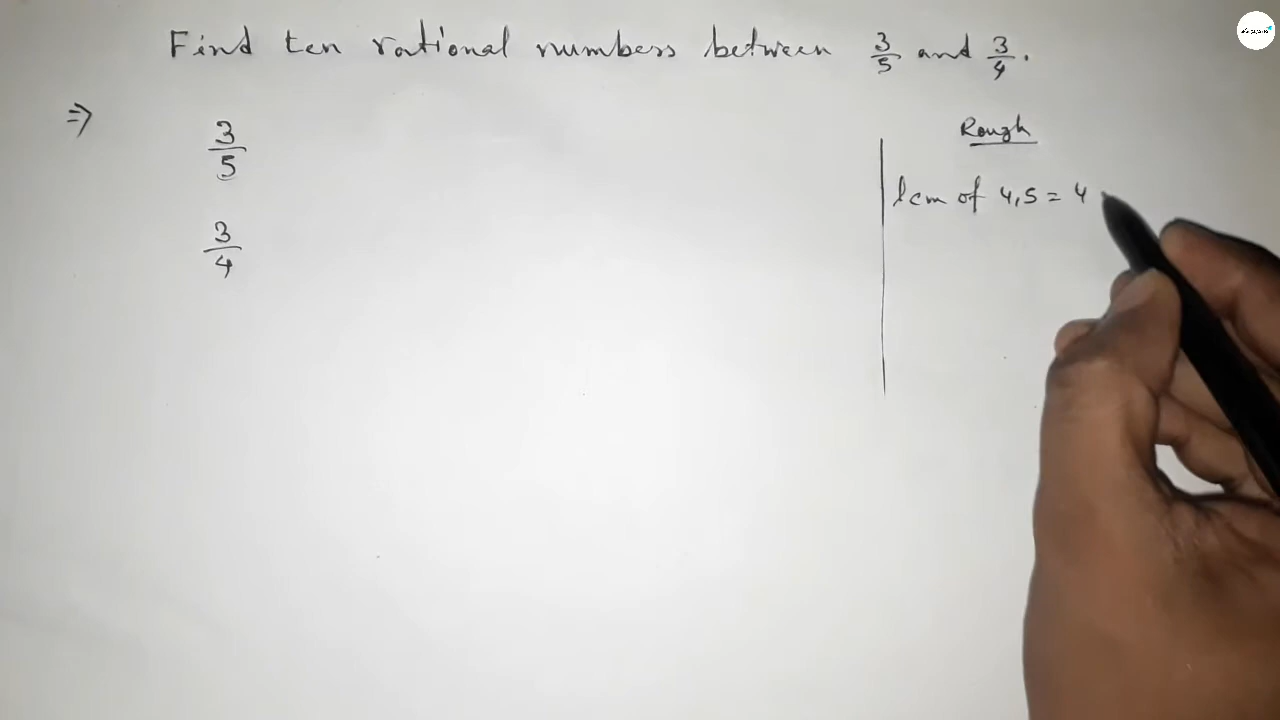 Find ten rational numbers between 3/5 and 3/4.
⇒ 3/5
3/4
Rough
lcm of 4,5 = 4